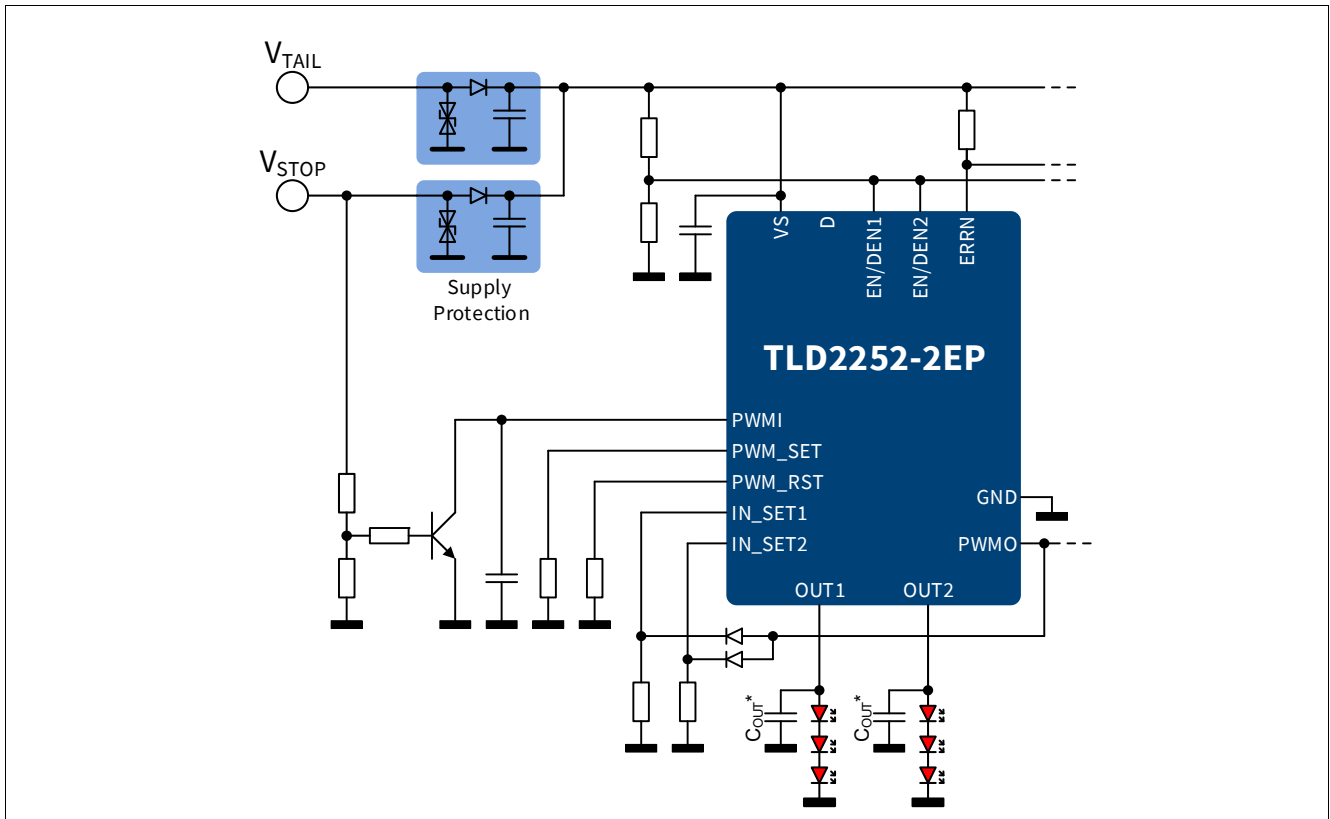 VTAIL
VSTOP
Supply
Protection
VS
D
EN/DEN1
EN/DEN2
ERRN
TLD2252-2EP
PWMI
PWM_SET
PWM_RST
IN_SET1
IN_SET2
GND
PWMO
OUT1
OUT2
COUT*
COUT*